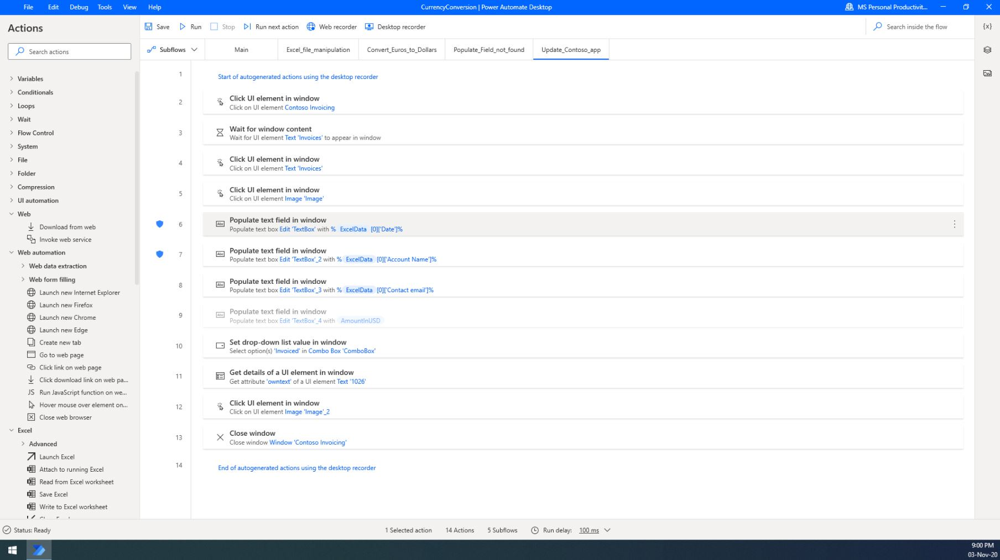 File Edit Debug Tools View Help
CurrencyConversion | Power Automate Desktop
MS Personal Productivit...
Actions
Search actions
Variables
Conditionals
Loops
Wait
Flow Control
System
File
Folder
Compression
UI automation
Web
Download from web
Invoke web service
Web automation
Web data extraction
Web form filling
Launch new Internet Explorer
Launch new Firefox
Launch new Chrome
Launch new Edge
Create new tab
Go to web page
Click link on web page
Click download link on web pa...
JS Run JavaScript function on we...
Hover mouse over element on...
Close web browser
Excel
Advanced
Launch Excel
Attach to running Excel
Read from Excel worksheet
Save Excel
Write to Excel worksheet
Save Run Stop Run next action Web recorder Desktop recorder
Search inside the flow
{x}
Subflows Main Excel_file_manipulation Convert_Euros_to_Dollars Populate_Field_not_found Update_Contoso_app
1 Start of autogenerated actions using the desktop recorder
2 Click UI element in window
Click on UI element Contoso Invoicing
3 Wait for window content
Wait for UI element Text 'Invoices' to appear in window
4 Click UI element in window
Click on UI element Text 'Invoices'
5 Click UI element in window
Click on UI element Image 'Image'
6 Abc Populate text field in window
Populate text box Edit 'TextBox' with % ExcelData [0]['Date']%
7 Abc Populate text field in window
Populate text box Edit 'TextBox'_2 with % ExcelData [0]['Account Name']%
8 Abc Populate text field in window
Populate text box Edit 'TextBox'_3 with % ExcelData [0]['Contact email']%
9 Abc Populate text field in window
Populate text box Edit 'TextBox'_4 with AmountInUSD
10 Set drop-down list value in window
Select option(s) 'Invoiced' in Combo Box 'ComboBox'
11 Get details of a UI element in window
Get attribute 'owntext' of a UI element Text '1026'
12 Click UI element in window
Click on UI element Image 'Image'_2
13 Close window
Close window Window 'Contoso Invoicing'
14 End of autogenerated actions using the desktop recorder
Status: Ready
1 Selected action 14 Actions 5 Subflows Run delay: 100 ms
9:00 PM
03-Nov-20